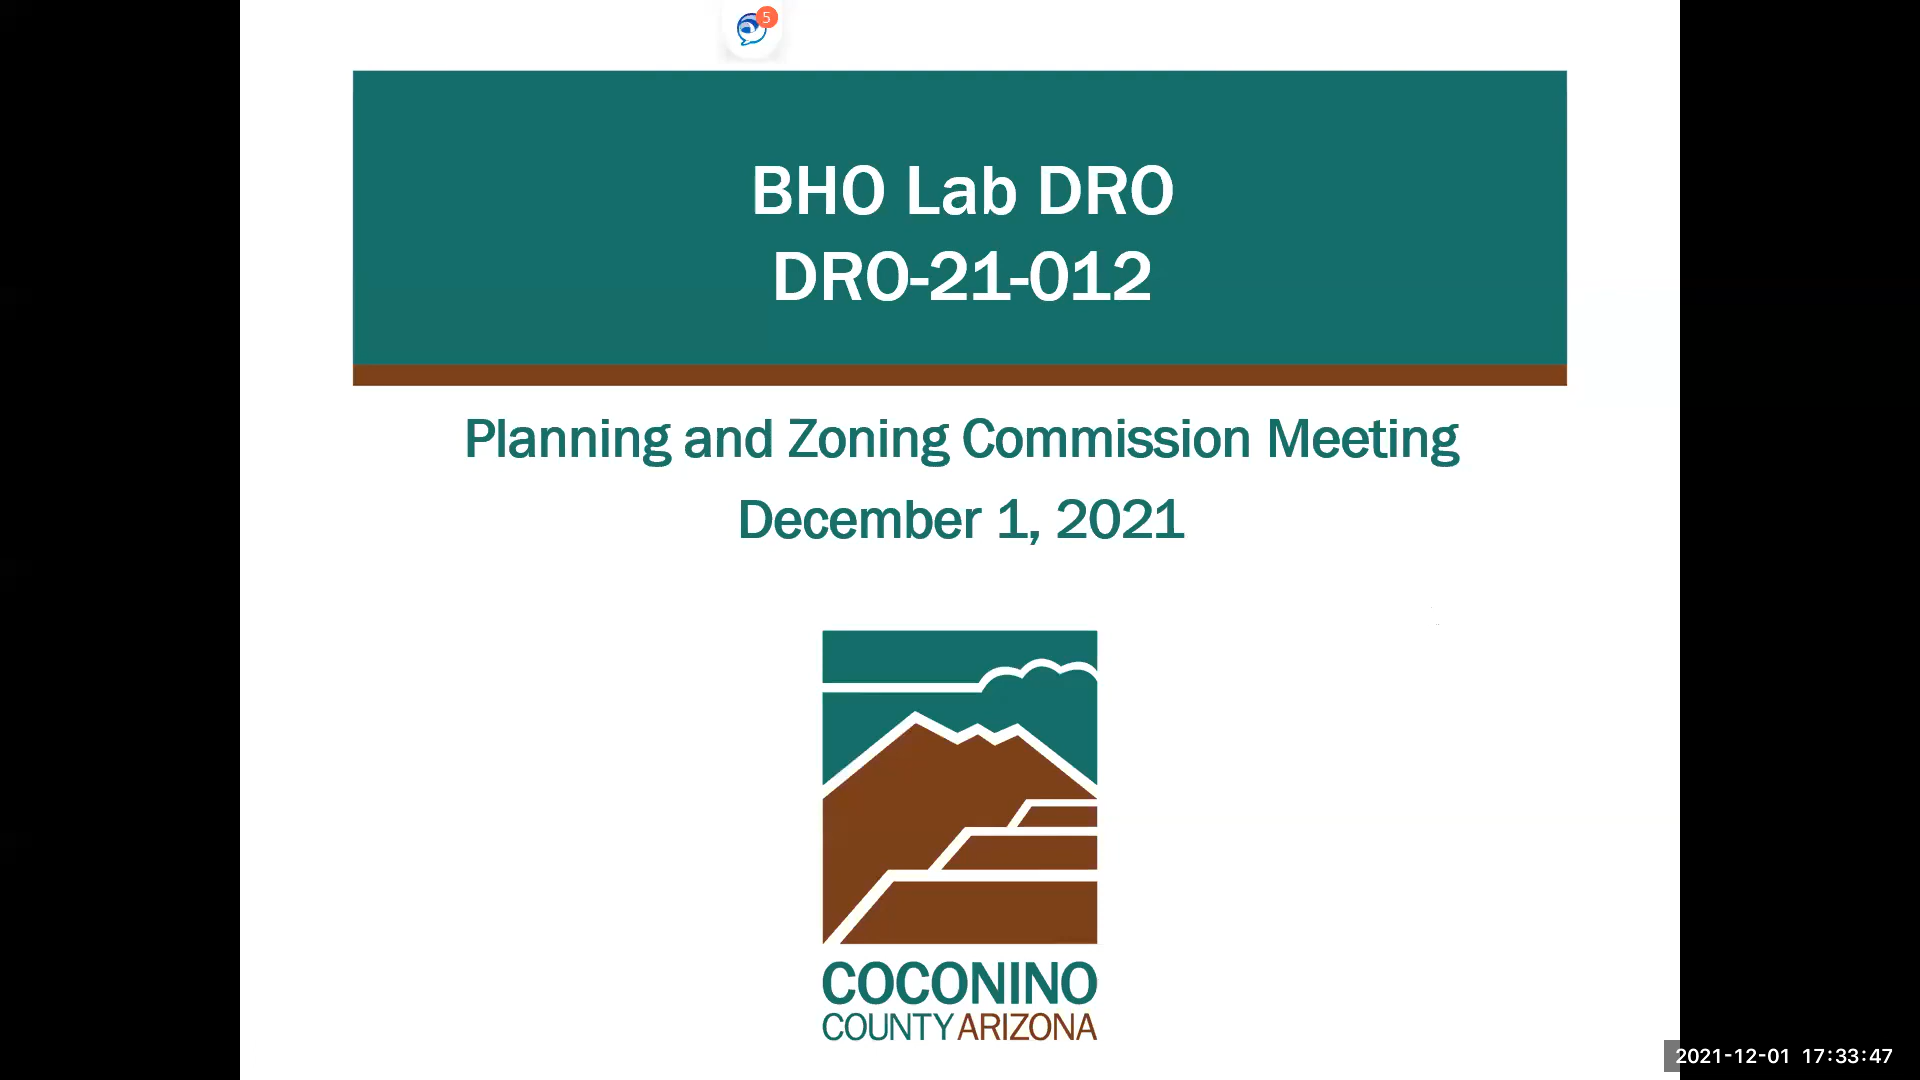 5
BHO Lab DRO
DRO-21-012
Planning and Zoning Commission Meeting
December 1, 2021
COCONINO
COUNTY ARIZONA
2021-12-01 17:33:47